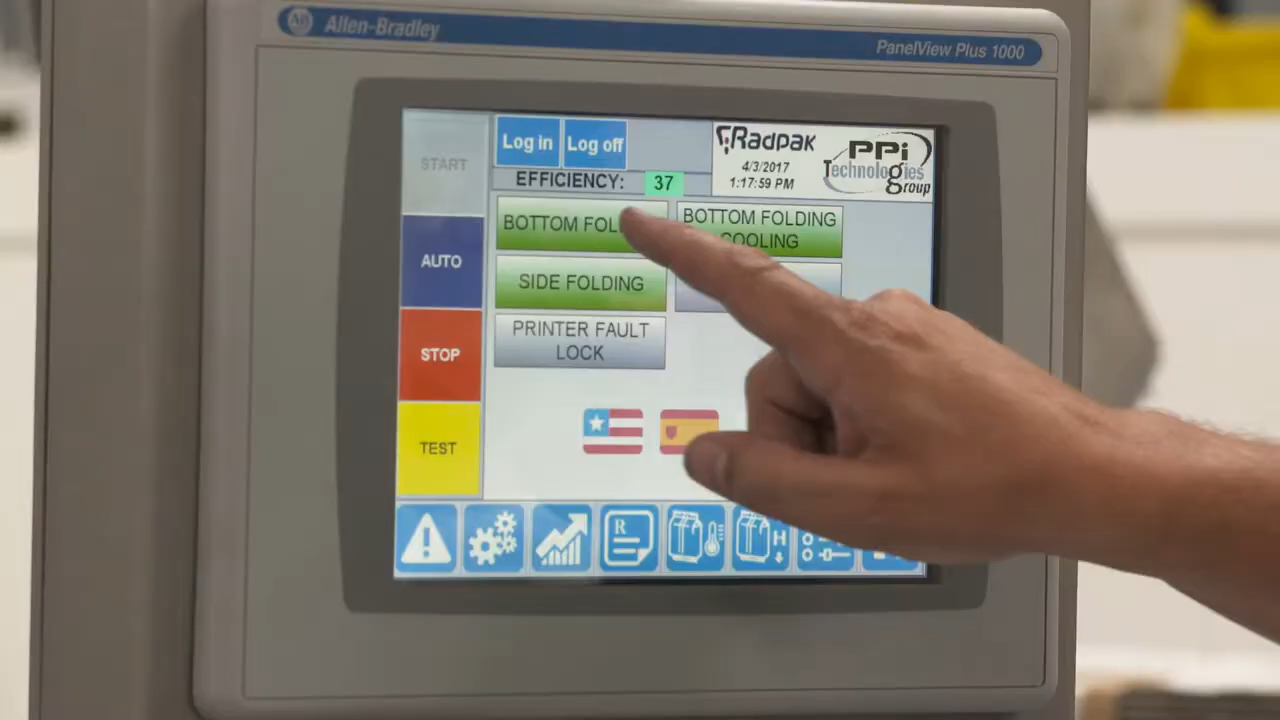 AB Allen-Bradley
PanelView Plus 1000
START
Log in
Log off
Radpak
4/3/2017
1:17:59 PM
PPi
Technologies
group
EFFICIENCY: 37
BOTTOM FOL
BOTTOM FOLDING
COOLING
AUTO
SIDE FOLDING
PRINTER FAULT
LOCK
STOP
TEST
R
H